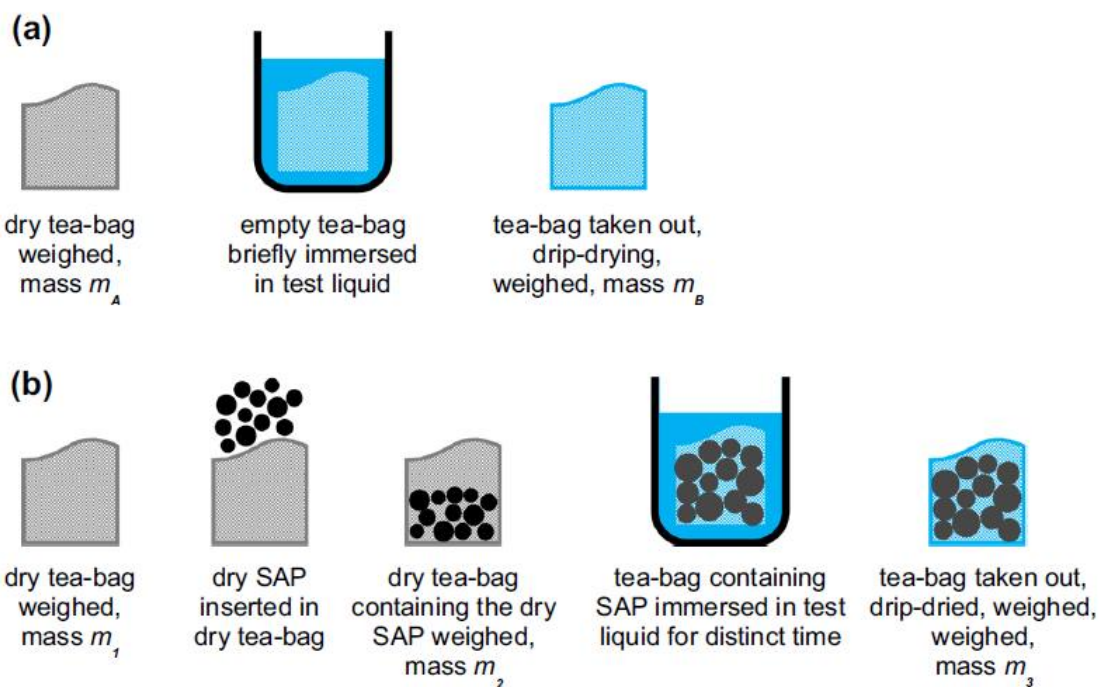 (a)
dry tea-bag
weighed,
mass m_A
empty tea-bag
briefly immersed
in test liquid
tea-bag taken out,
drip-drying,
weighed, mass m_B
(b)
dry tea-bag
weighed,
mass m_1
dry SAP
inserted in
dry tea-bag
dry tea-bag
containing the dry
SAP weighed,
mass m_2
tea-bag containing
SAP immersed in test
liquid for distinct time
tea-bag taken out,
drip-dried, weighed,
weighed,
mass m_3